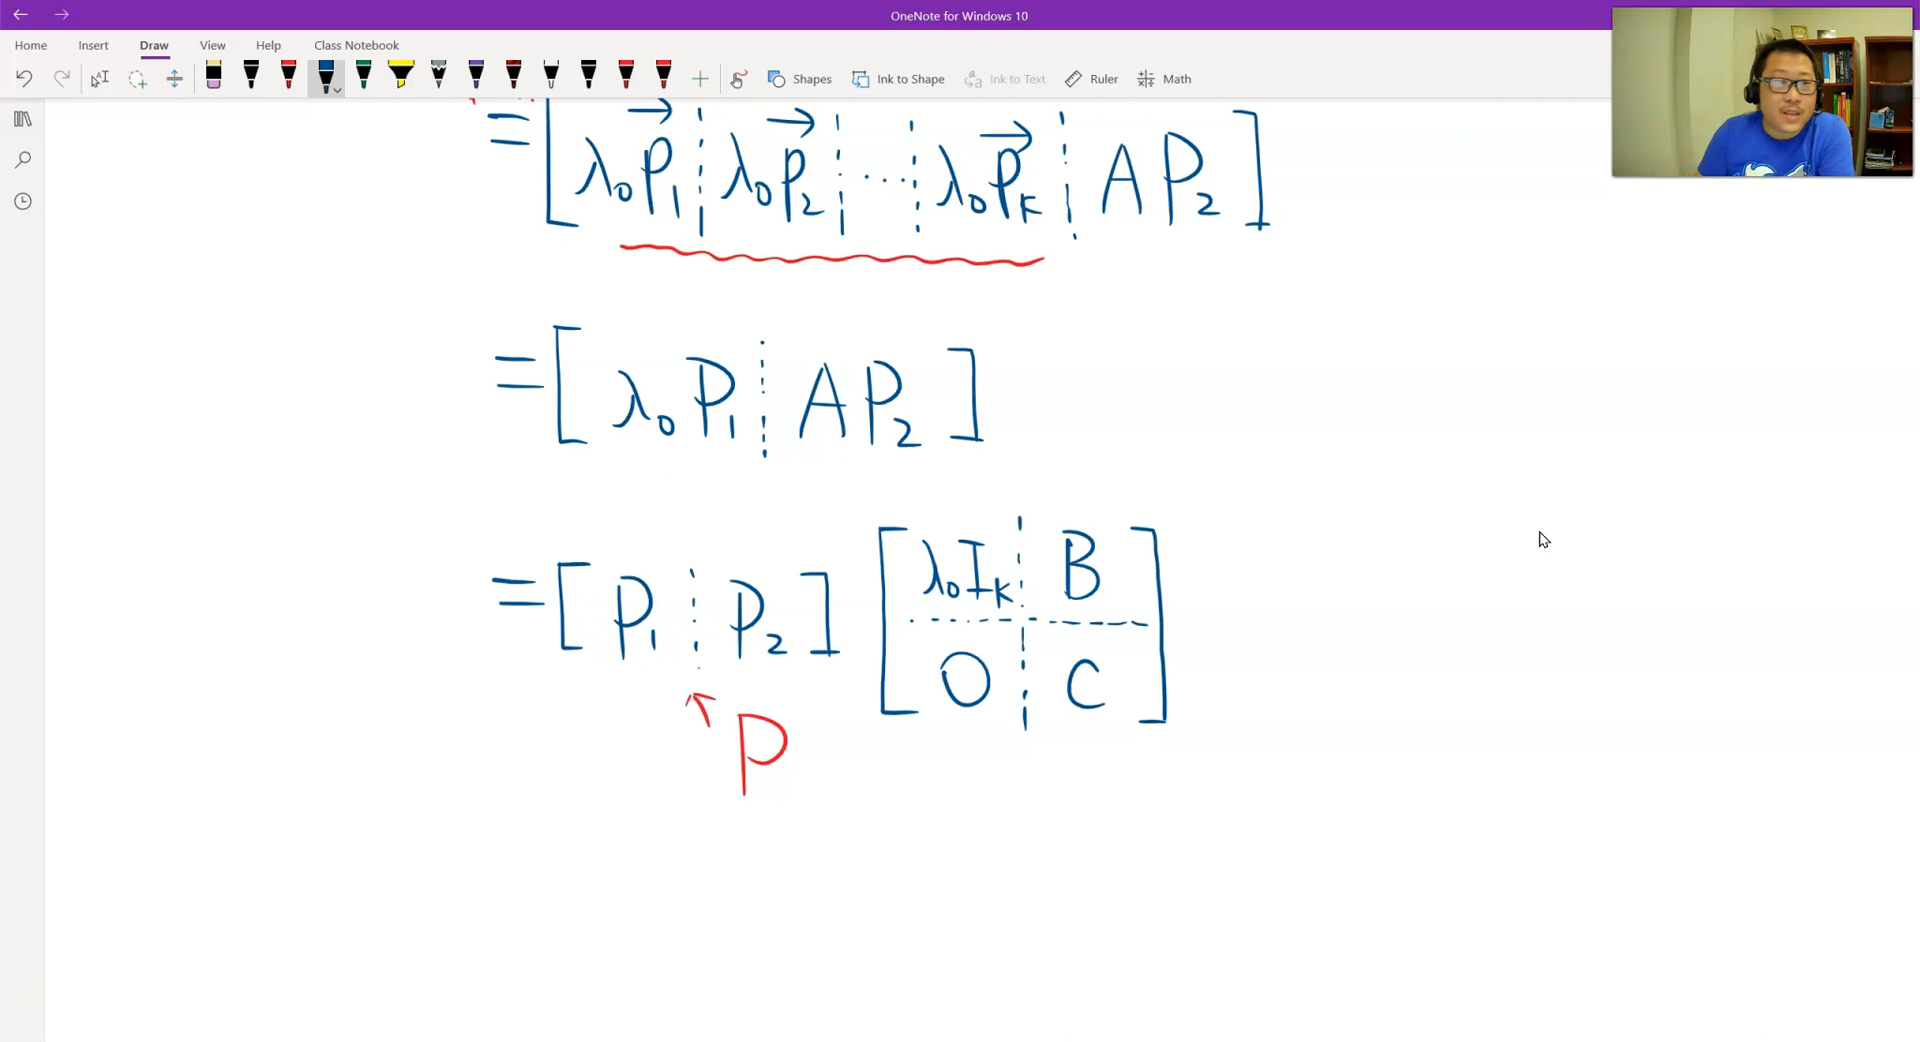 OneNote for Windows 10
Home Insert Draw View Help Class Notebook
Shapes Ink to Shape Ink to Text Ruler Math
= [ λ₀p⃗₁ ¦ λ₀p⃗₂ ¦ ... ¦ λ₀p⃗ₖ ¦ AP₂ ]
= [ λ₀P₁ ¦ AP₂ ]
= [ P₁ ¦ P₂ ] [ λ₀Iₖ ¦ B
O ¦ C ]
P